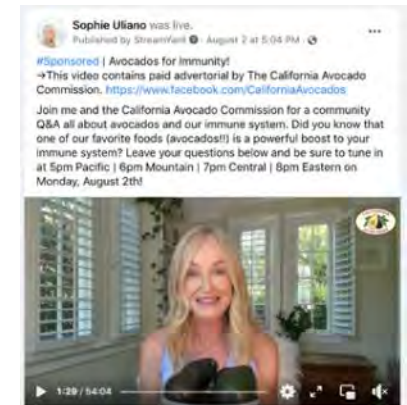 Sophie Uliano was live.
Published by StreamYard · August 2 at 5:04 PM ·
#Sponsored | Avocados for Immunity!
→This video contains paid advertorial by The California Avocado
Commission. https://www.facebook.com/CaliforniaAvocados
Join me and the California Avocado Commission for a community
Q&A all about avocados and our immune system. Did you know that
one of our favorite foods (avocados!!) is a powerful boost to your
immune system? Leave your questions below and be sure to tune in
at 5pm Pacific | 6pm Mountain | 7pm Central | 8pm Eastern on
Monday, August 2th!
1:29 / 54:04